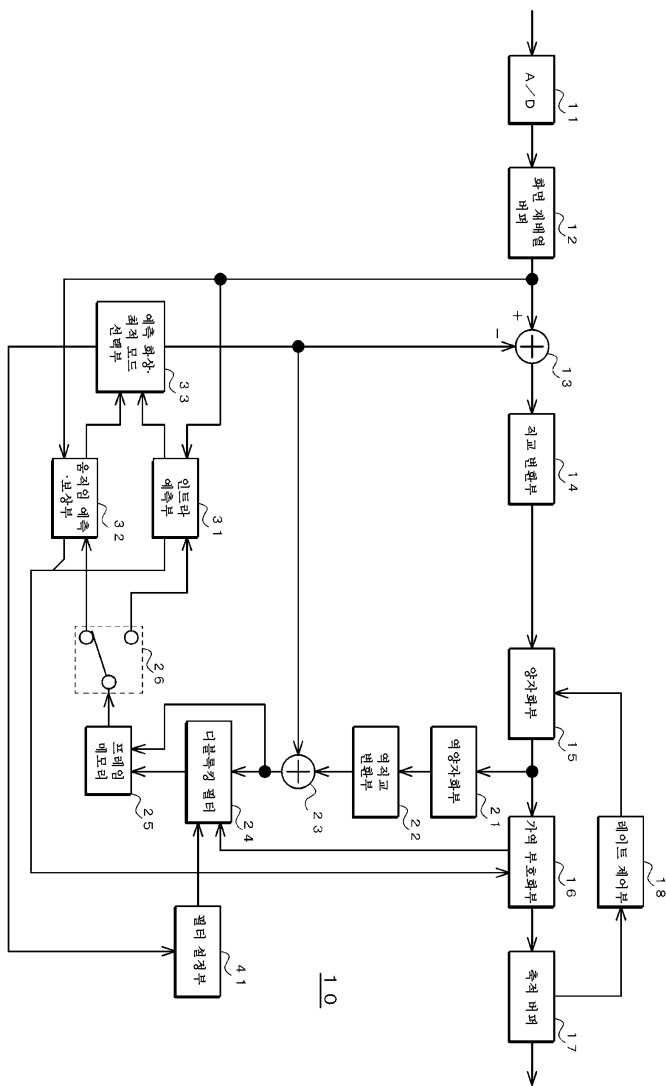 10
A/D
11
화면 재배열
버퍼
12
+
-
13
직교 변환부
14
양자화부
15
가역 부호화부
16
축적 버퍼
17
레이트 제어부
18
역양자화부
21
역직교
변환부
22
23
디블록킹 필터
24
프레임
메모리
25
26
인트라
예측부
31
움직임 예측
·보상부
32
예측 화상·
최적 모드
선택부
33
필터 설정부
41